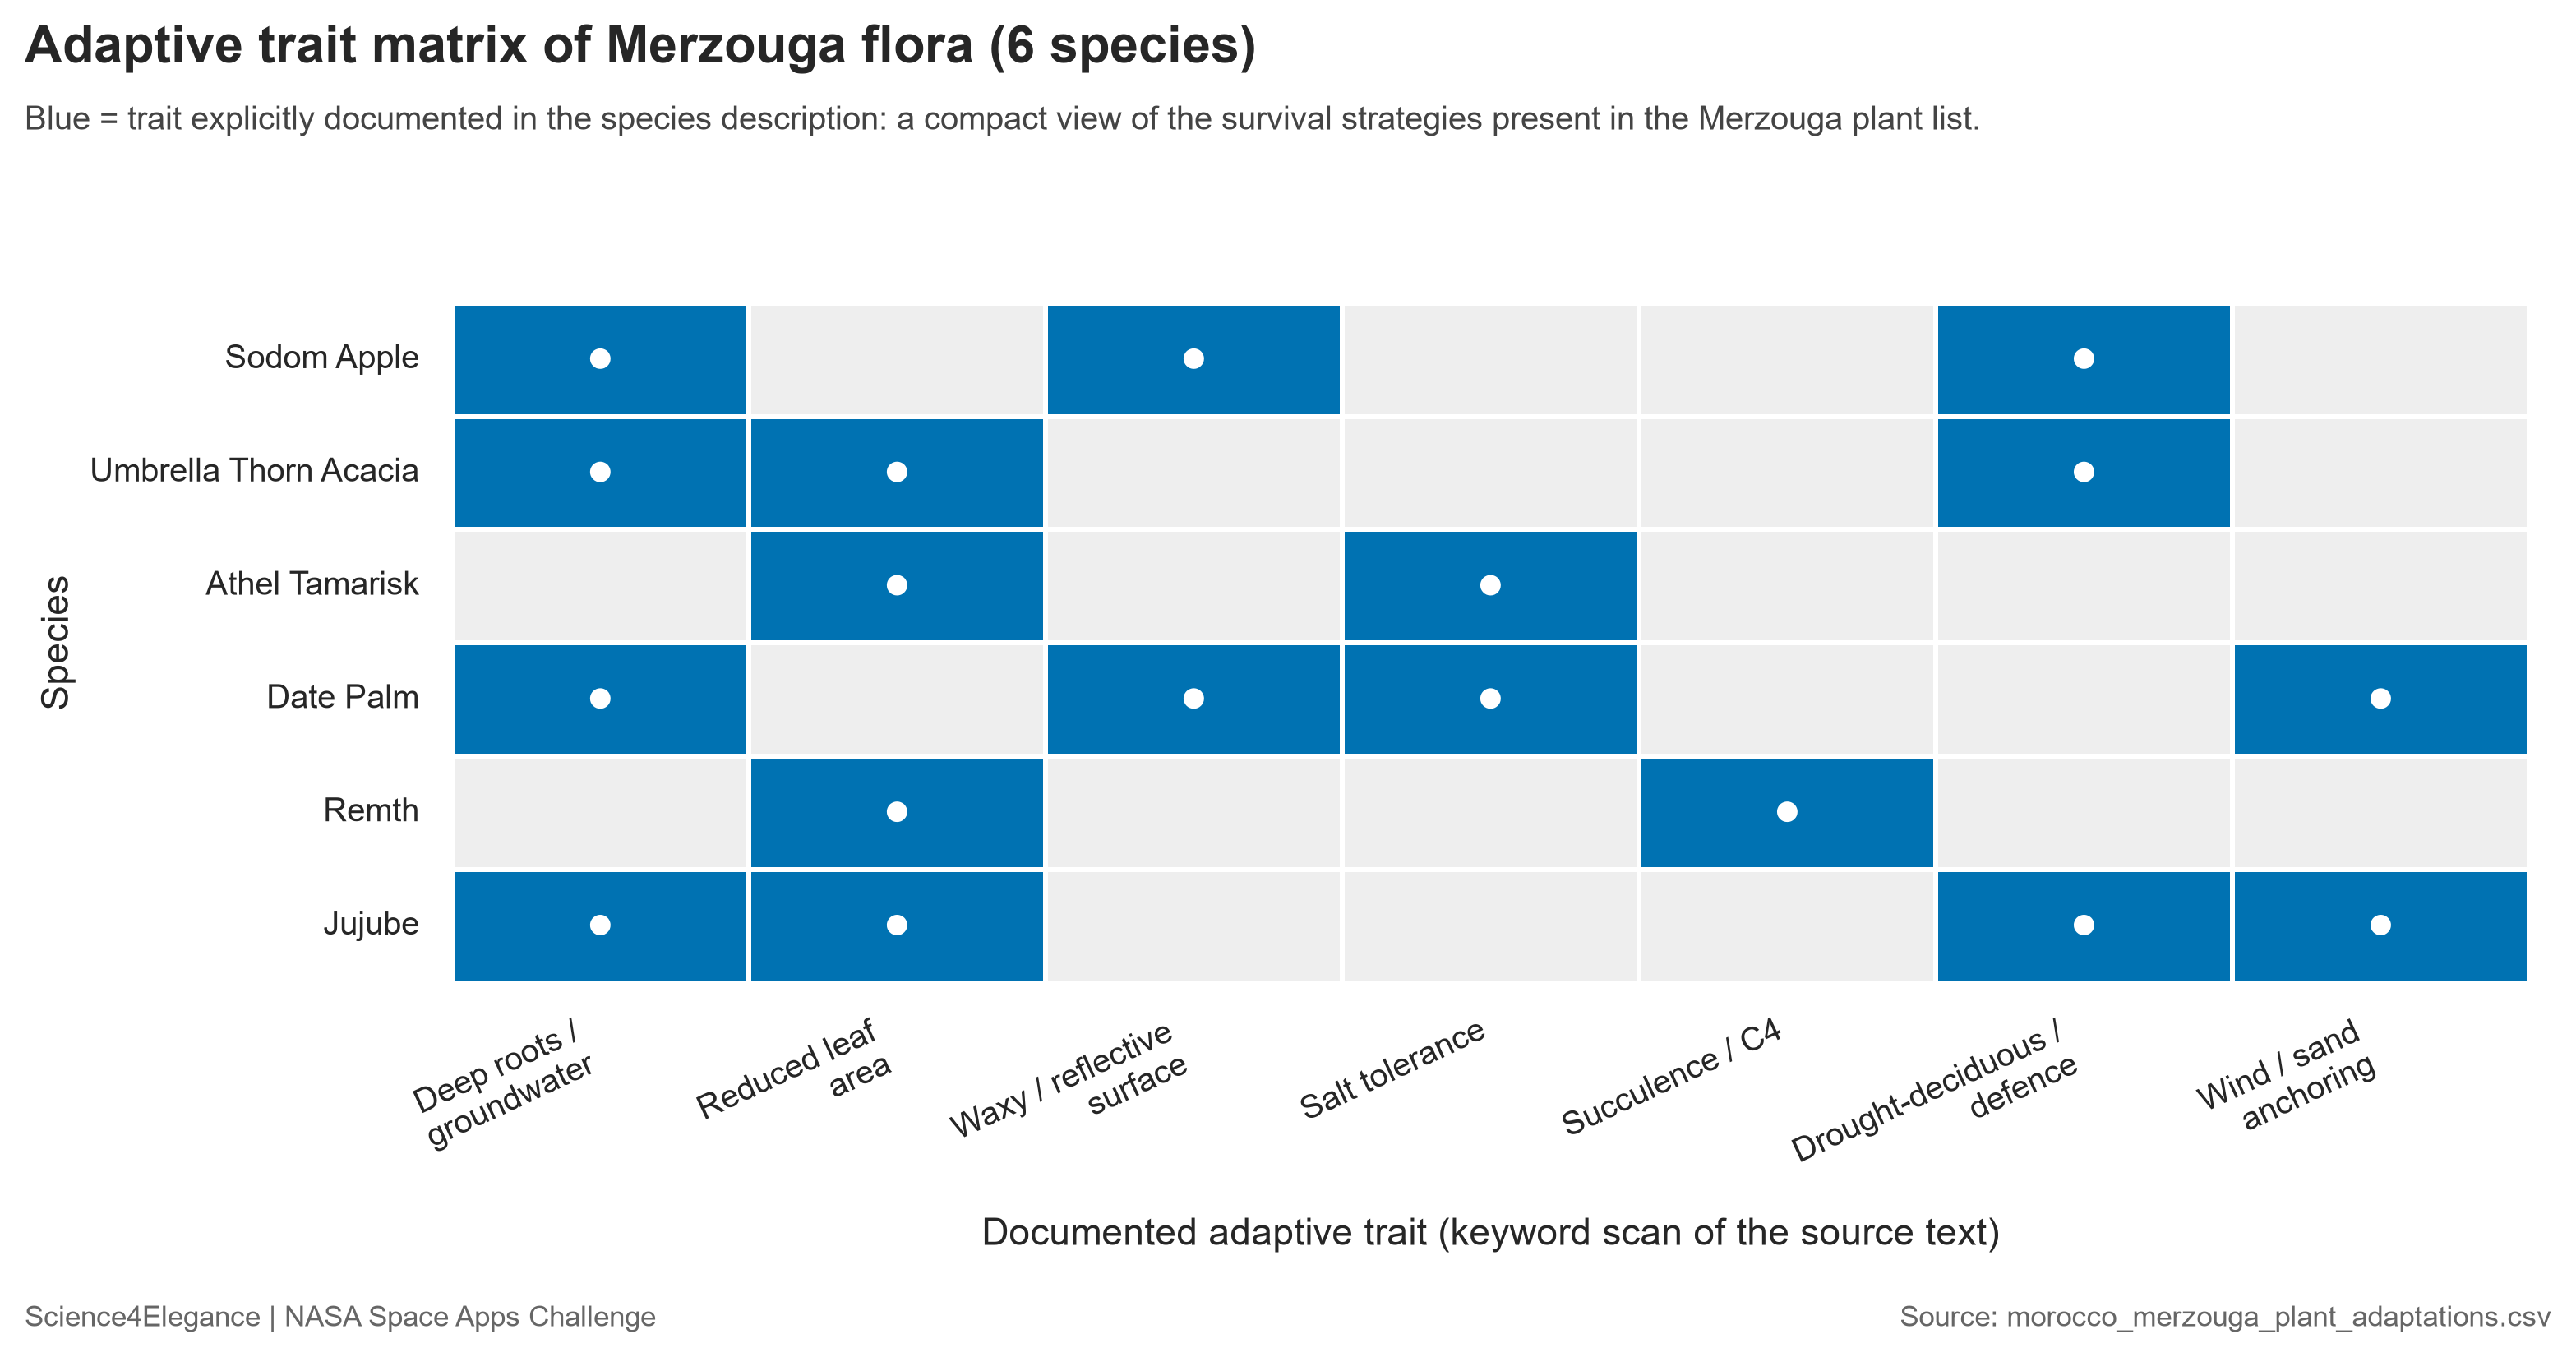 Adaptive trait matrix of Merzouga flora (6 species)
Blue = trait explicitly documented in the species description: a compact view of the survival strategies present in the Merzouga plant list.
Species
Sodom Apple
Umbrella Thorn Acacia
Athel Tamarisk
Date Palm
Remth
Jujube
Deep roots /
groundwater
Reduced leaf
area
Waxy / reflective
surface
Salt tolerance
Succulence / C4
Drought-deciduous /
defence
Wind / sand
anchoring
Documented adaptive trait (keyword scan of the source text)
Science4Elegance | NASA Space Apps Challenge
Source: morocco_merzouga_plant_adaptations.csv